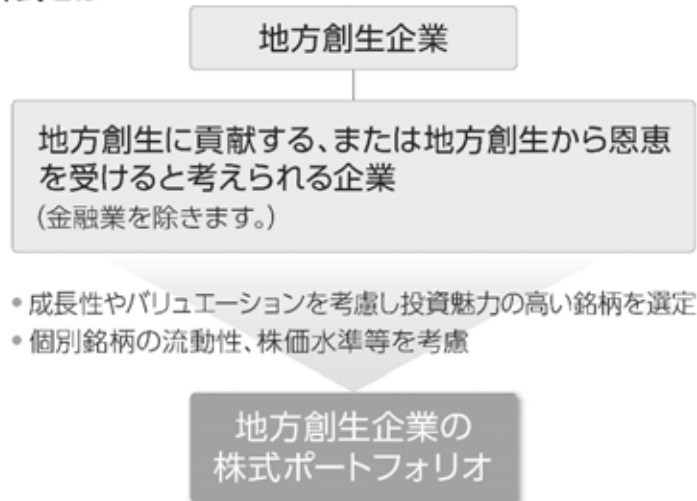 地方創生企業
地方創生に貢献する、または地方創生から恩恵
を受けると考えられる企業
(金融業を除きます。)
• 成長性やバリュエーションを考慮し投資魅力の高い銘柄を選定
• 個別銘柄の流動性、株価水準等を考慮
地方創生企業の
株式ポートフォリオ